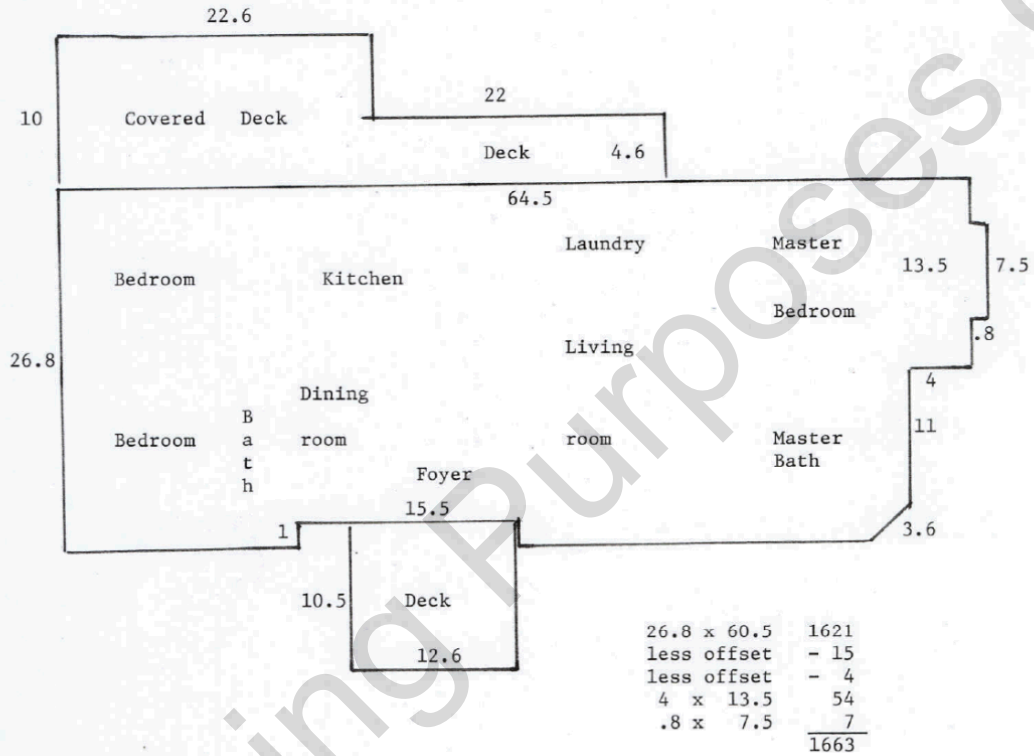 22.6
10
Covered Deck
22
Deck 4.6
64.5
Laundry
Master
Bedroom
Kitchen
13.5
7.5
Bedroom
26.8
Living
.8
4
Dining
Bath
Bedroom
room
room
11
Master
Bath
Foyer
15.5
1
3.6
10.5
Deck
12.6
26.8 x 60.5 1621
less offset - 15
less offset - 4
4 x 13.5 54
.8 x 7.5 7
1663
ing Purposes